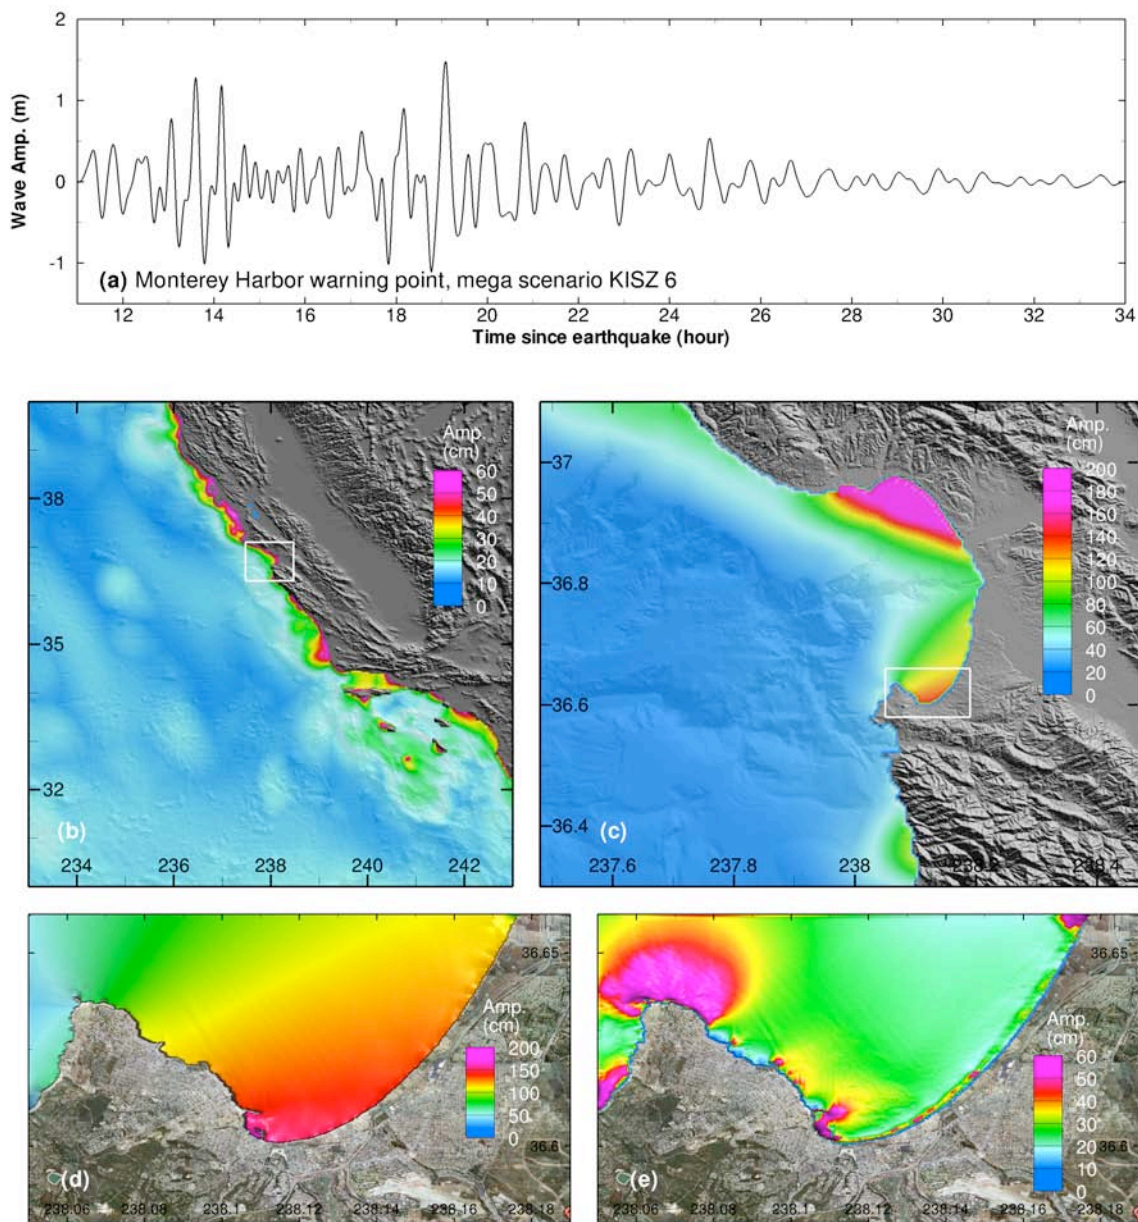 2
1
0
-1
Wave Amp. (m)
(a) Monterey Harbor warning point, mega scenario KISZ 6
12 14 16 18 20 22 24 26 28 30 32 34
Time since earthquake (hour)
Amp.
(cm)
60
50
40
30
20
10
0
38
35
32
(b)
234 236 238 240 242
Amp.
(cm)
200
180
160
140
120
100
80
60
40
20
0
37
36.8
36.6
36.4
(c)
237.6 237.8 238 238.2 238.4
36.65
Amp.
(cm)
200
150
100
50
0
36.6
(d)
238.06 238.08 238.1 238.12 238.14 238.16 238.18
36.65
Amp.
(cm)
60
50
40
30
20
10
0
36.6
(e)
238.06 238.08 238.1 238.12 238.14 238.16 238.18